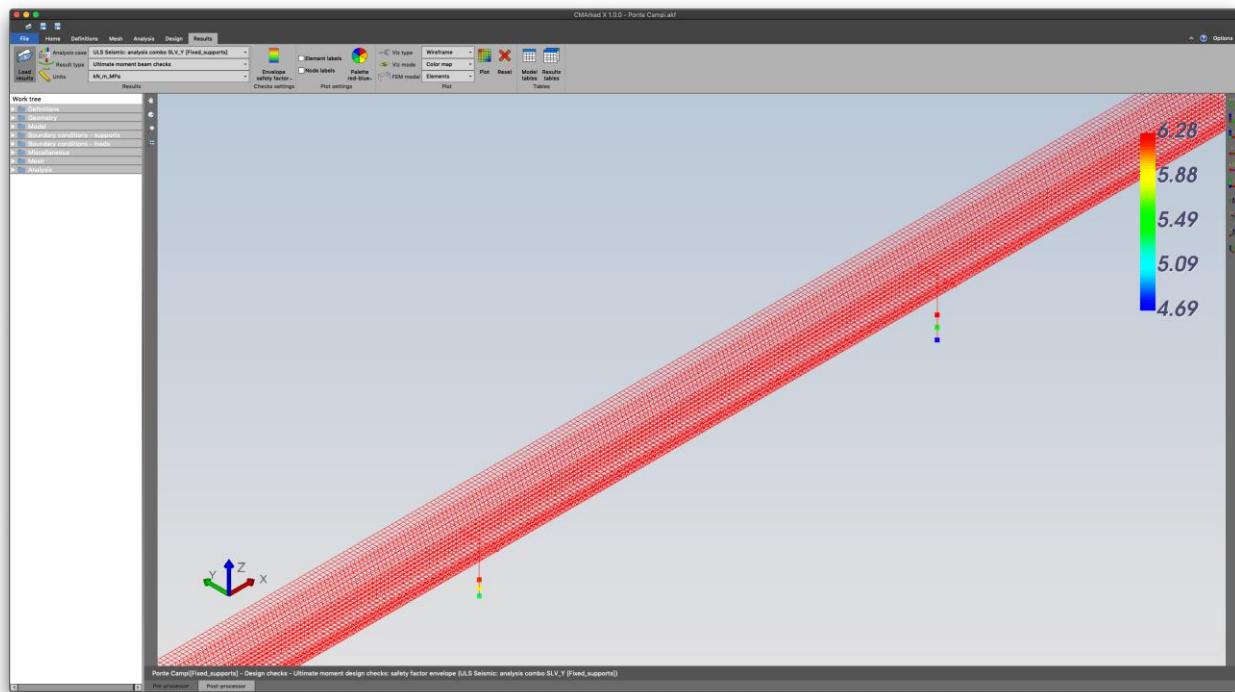 CMArkad X 1.0.0 - Ponte Campi.akf
File Home Definitions Mesh Analysis Design Results
Options
Load results
Analysis case ULS Seismic: analysis combo SLV_Y [Fixed_supports]
Result type Ultimate moment beam checks
Units kN_m_MPa
Results
Envelope safety factor
Checks settings
Element labels
Node labels
Palette red-blue
Plot settings
Viz type Wireframe
Viz mode Color map
FEM model Elements
Plot
Reset
Plot
Model tables
Results tables
Tables
Work tree
Definitions
Geometry
Model
Boundary conditions - supports
Boundary conditions - loads
Miscellaneous
Mesh
Analysis
6.28
5.88
5.49
5.09
4.69
Z
Y
X
Ponte Campi[Fixed_supports] - Design checks - Ultimate moment design checks: safety factor envelope (ULS Seismic: analysis combo SLV_Y [Fixed_supports])
Pre-processor Post-processor